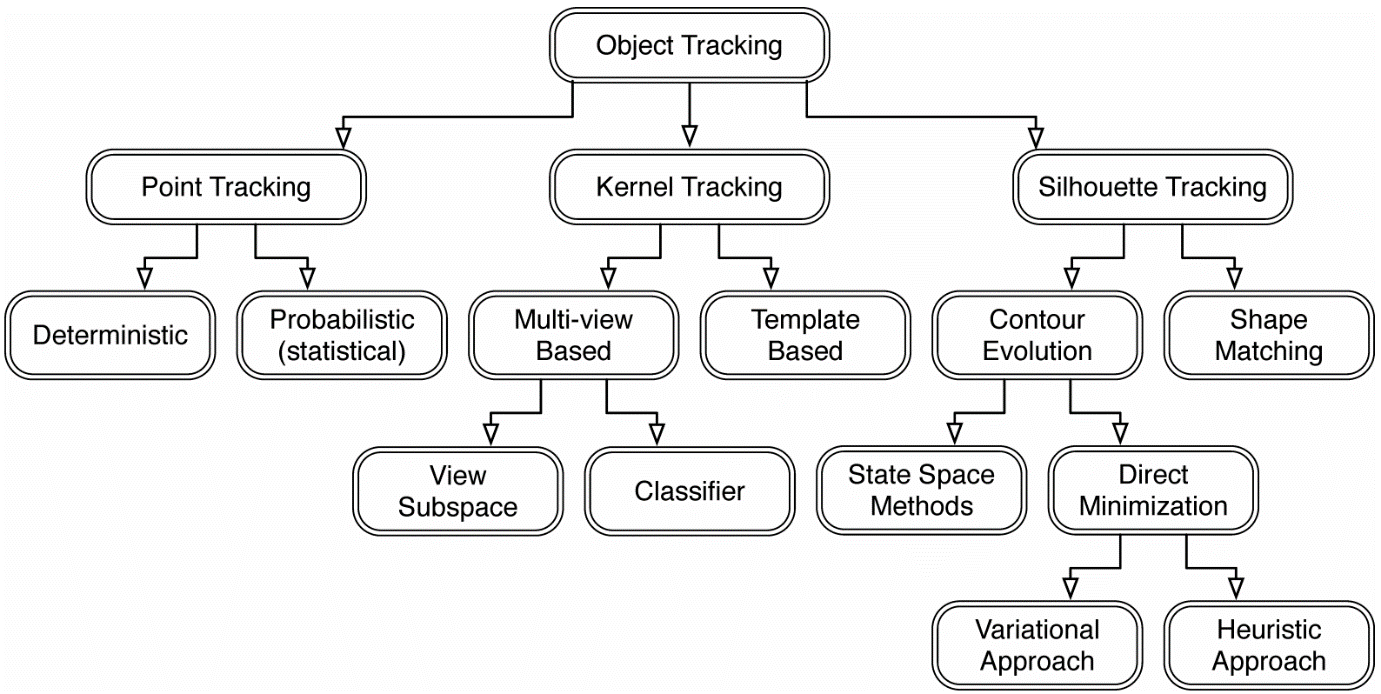 Object Tracking
Point Tracking
Kernel Tracking
Silhouette Tracking
Deterministic
Probabilistic
(statistical)
Multi-view
Based
Template
Based
Contour
Evolution
Shape
Matching
View
Subspace
Classifier
State Space
Methods
Direct
Minimization
Variational
Approach
Heuristic
Approach